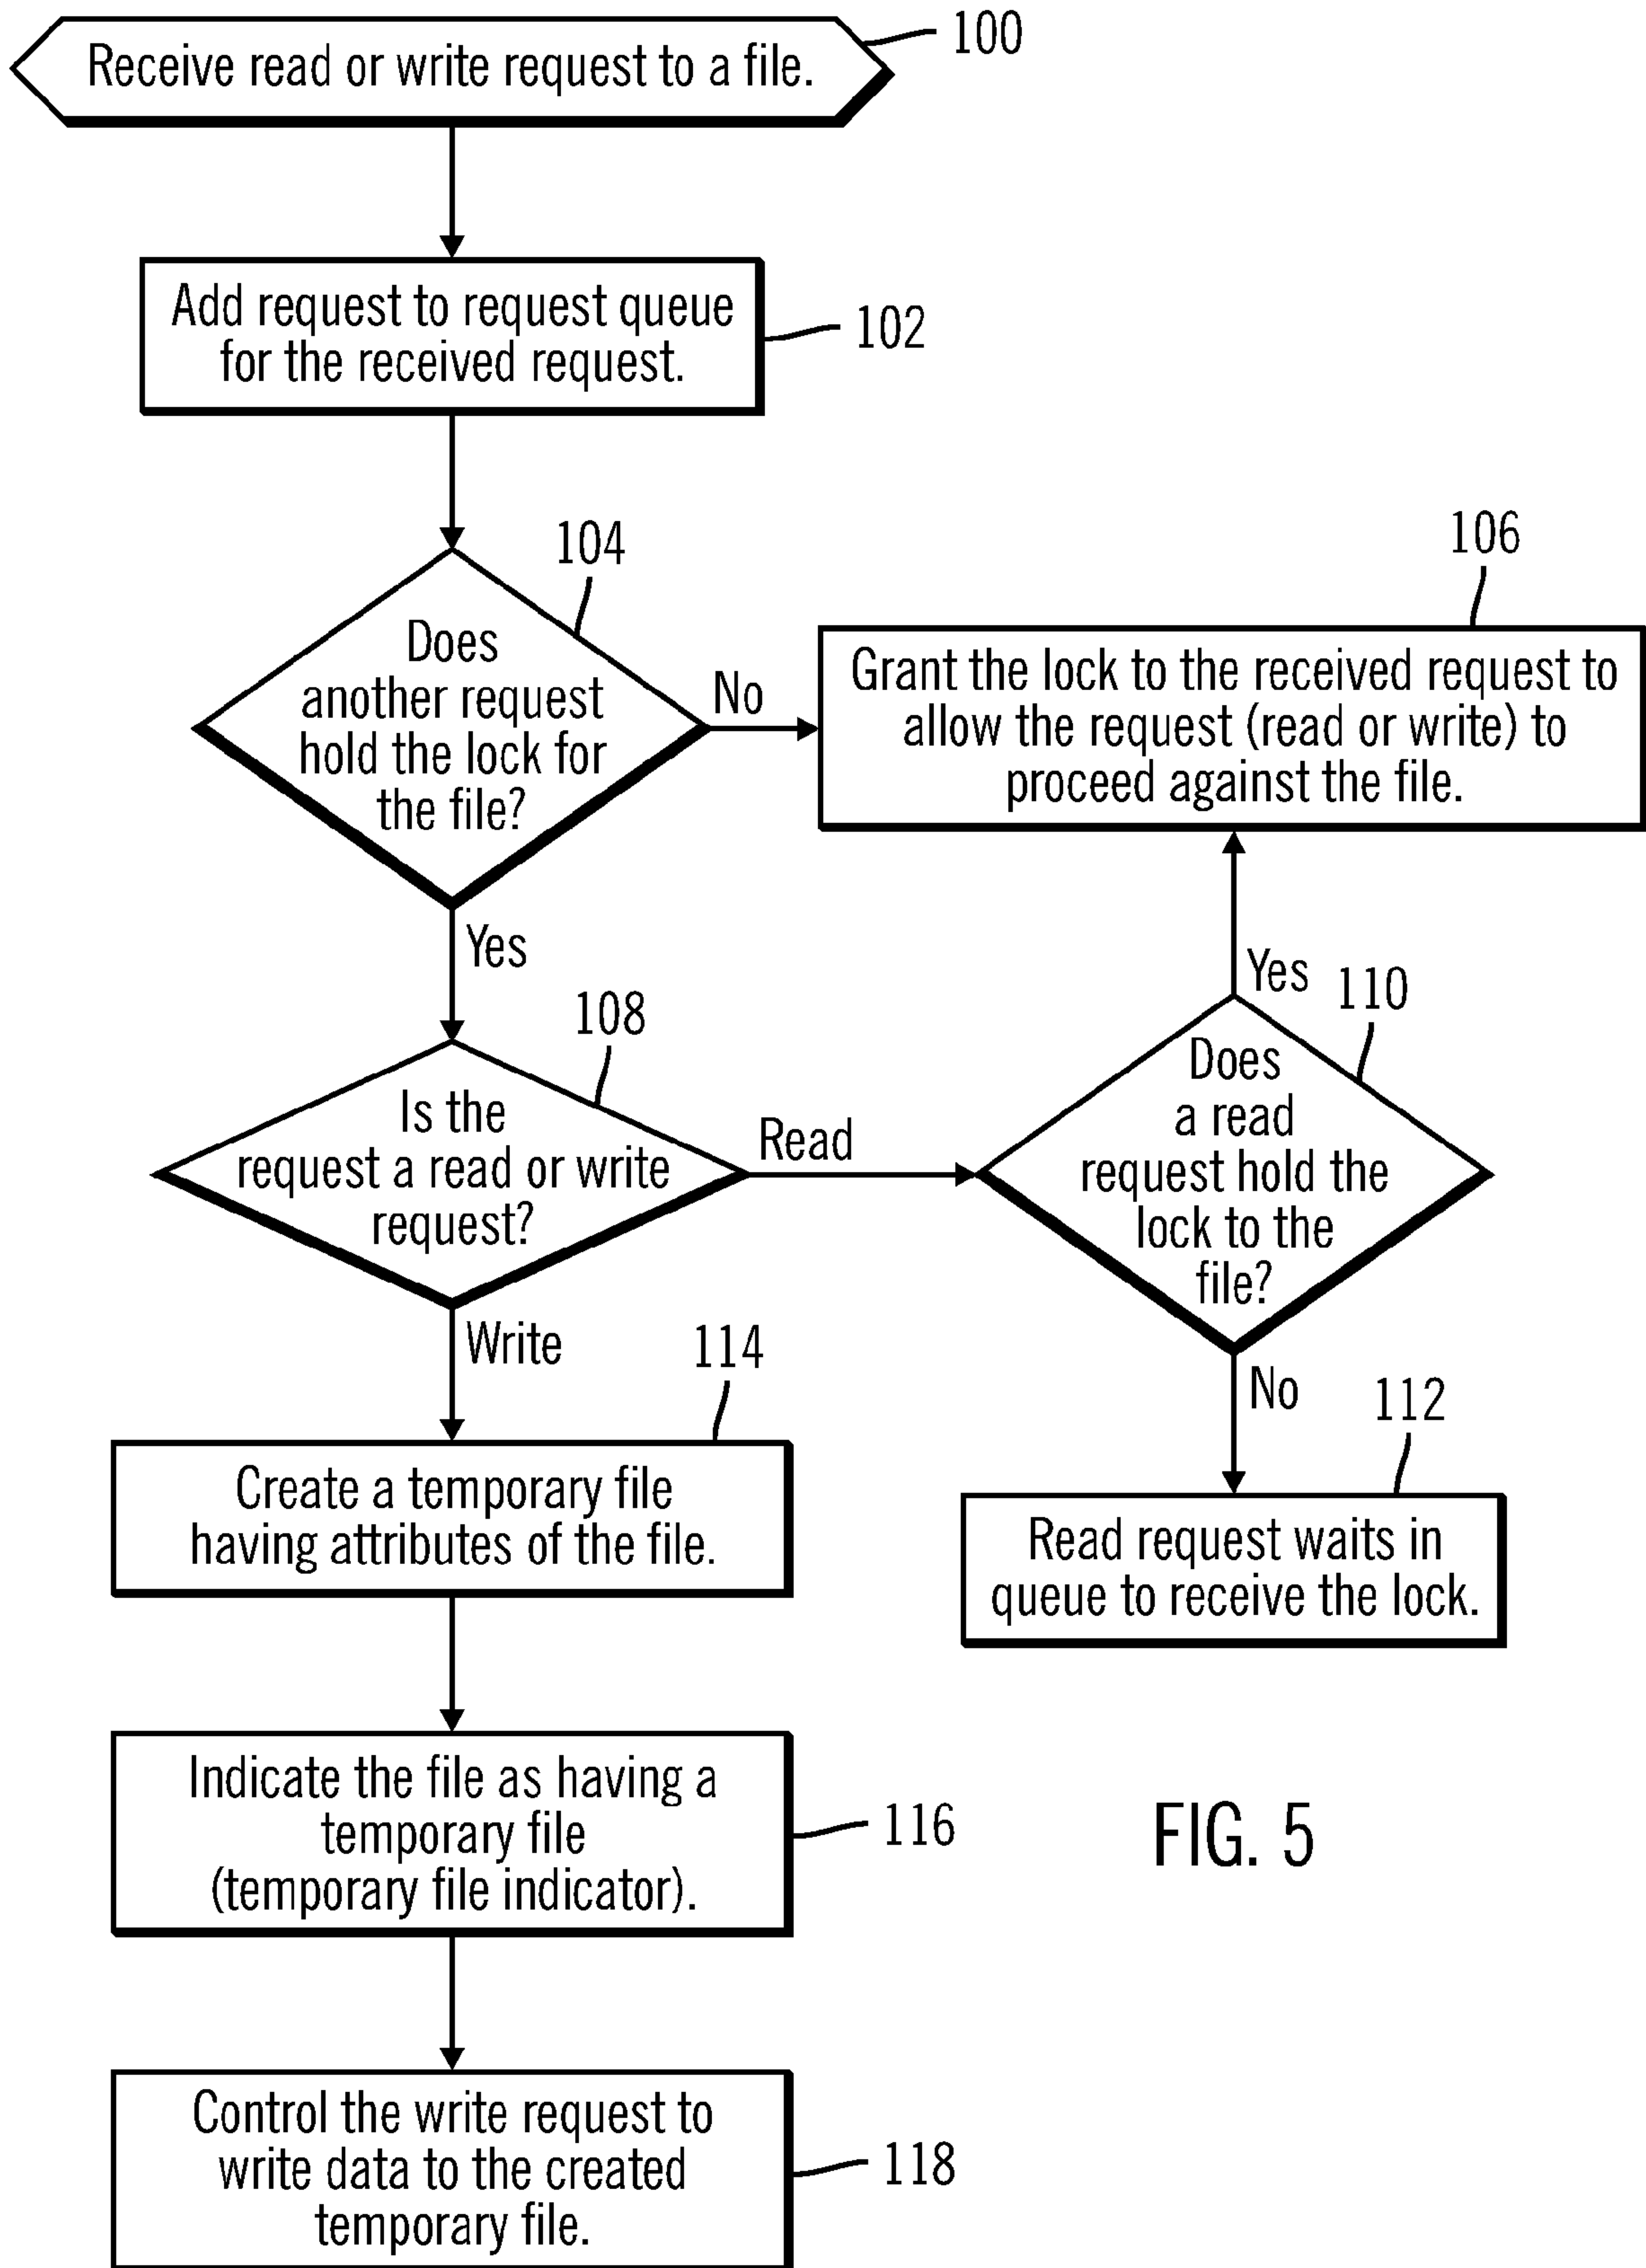 Receive read or write request to a file.
100
Add request to request queue
for the received request.
102
104
Does
another request
hold the lock for
the file?
No
106
Grant the lock to the received request to
allow the request (read or write) to
proceed against the file.
Yes
108
Is the
request a read or write
request?
Read
Yes
110
Does
a read
request hold the
lock to the
file?
No
112
Read request waits in
queue to receive the lock.
Write
114
Create a temporary file
having attributes of the file.
Indicate the file as having a
temporary file
(temporary file indicator).
116
FIG. 5
Control the write request to
write data to the created
temporary file.
118